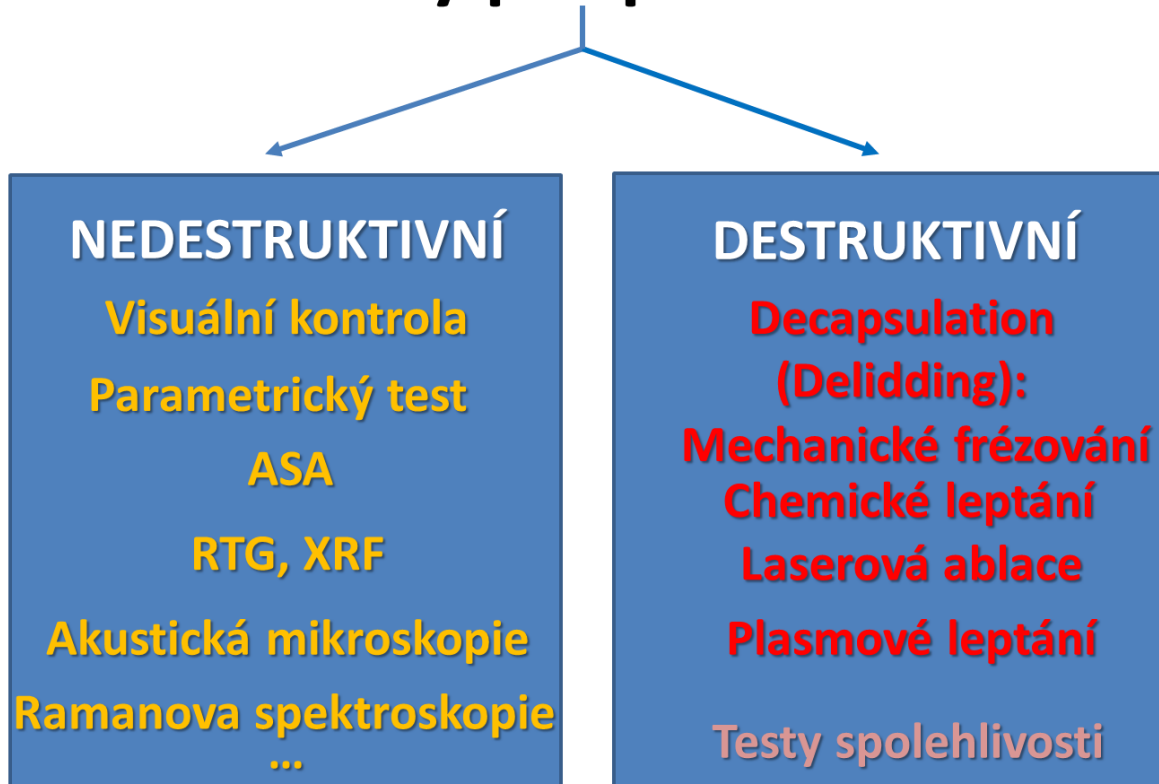 NEDESTRUKTIVNÍ
Visuální kontrola
Parametrický test
ASA
RTG, XRF
Akustická mikroskopie
Ramanova spektroskopie
...
DESTRUKTIVNÍ
Decapsulation
(Delidding):
Mechanické frézování
Chemické leptání
Laserová ablace
Plasmové leptání
Testy spolehlivosti